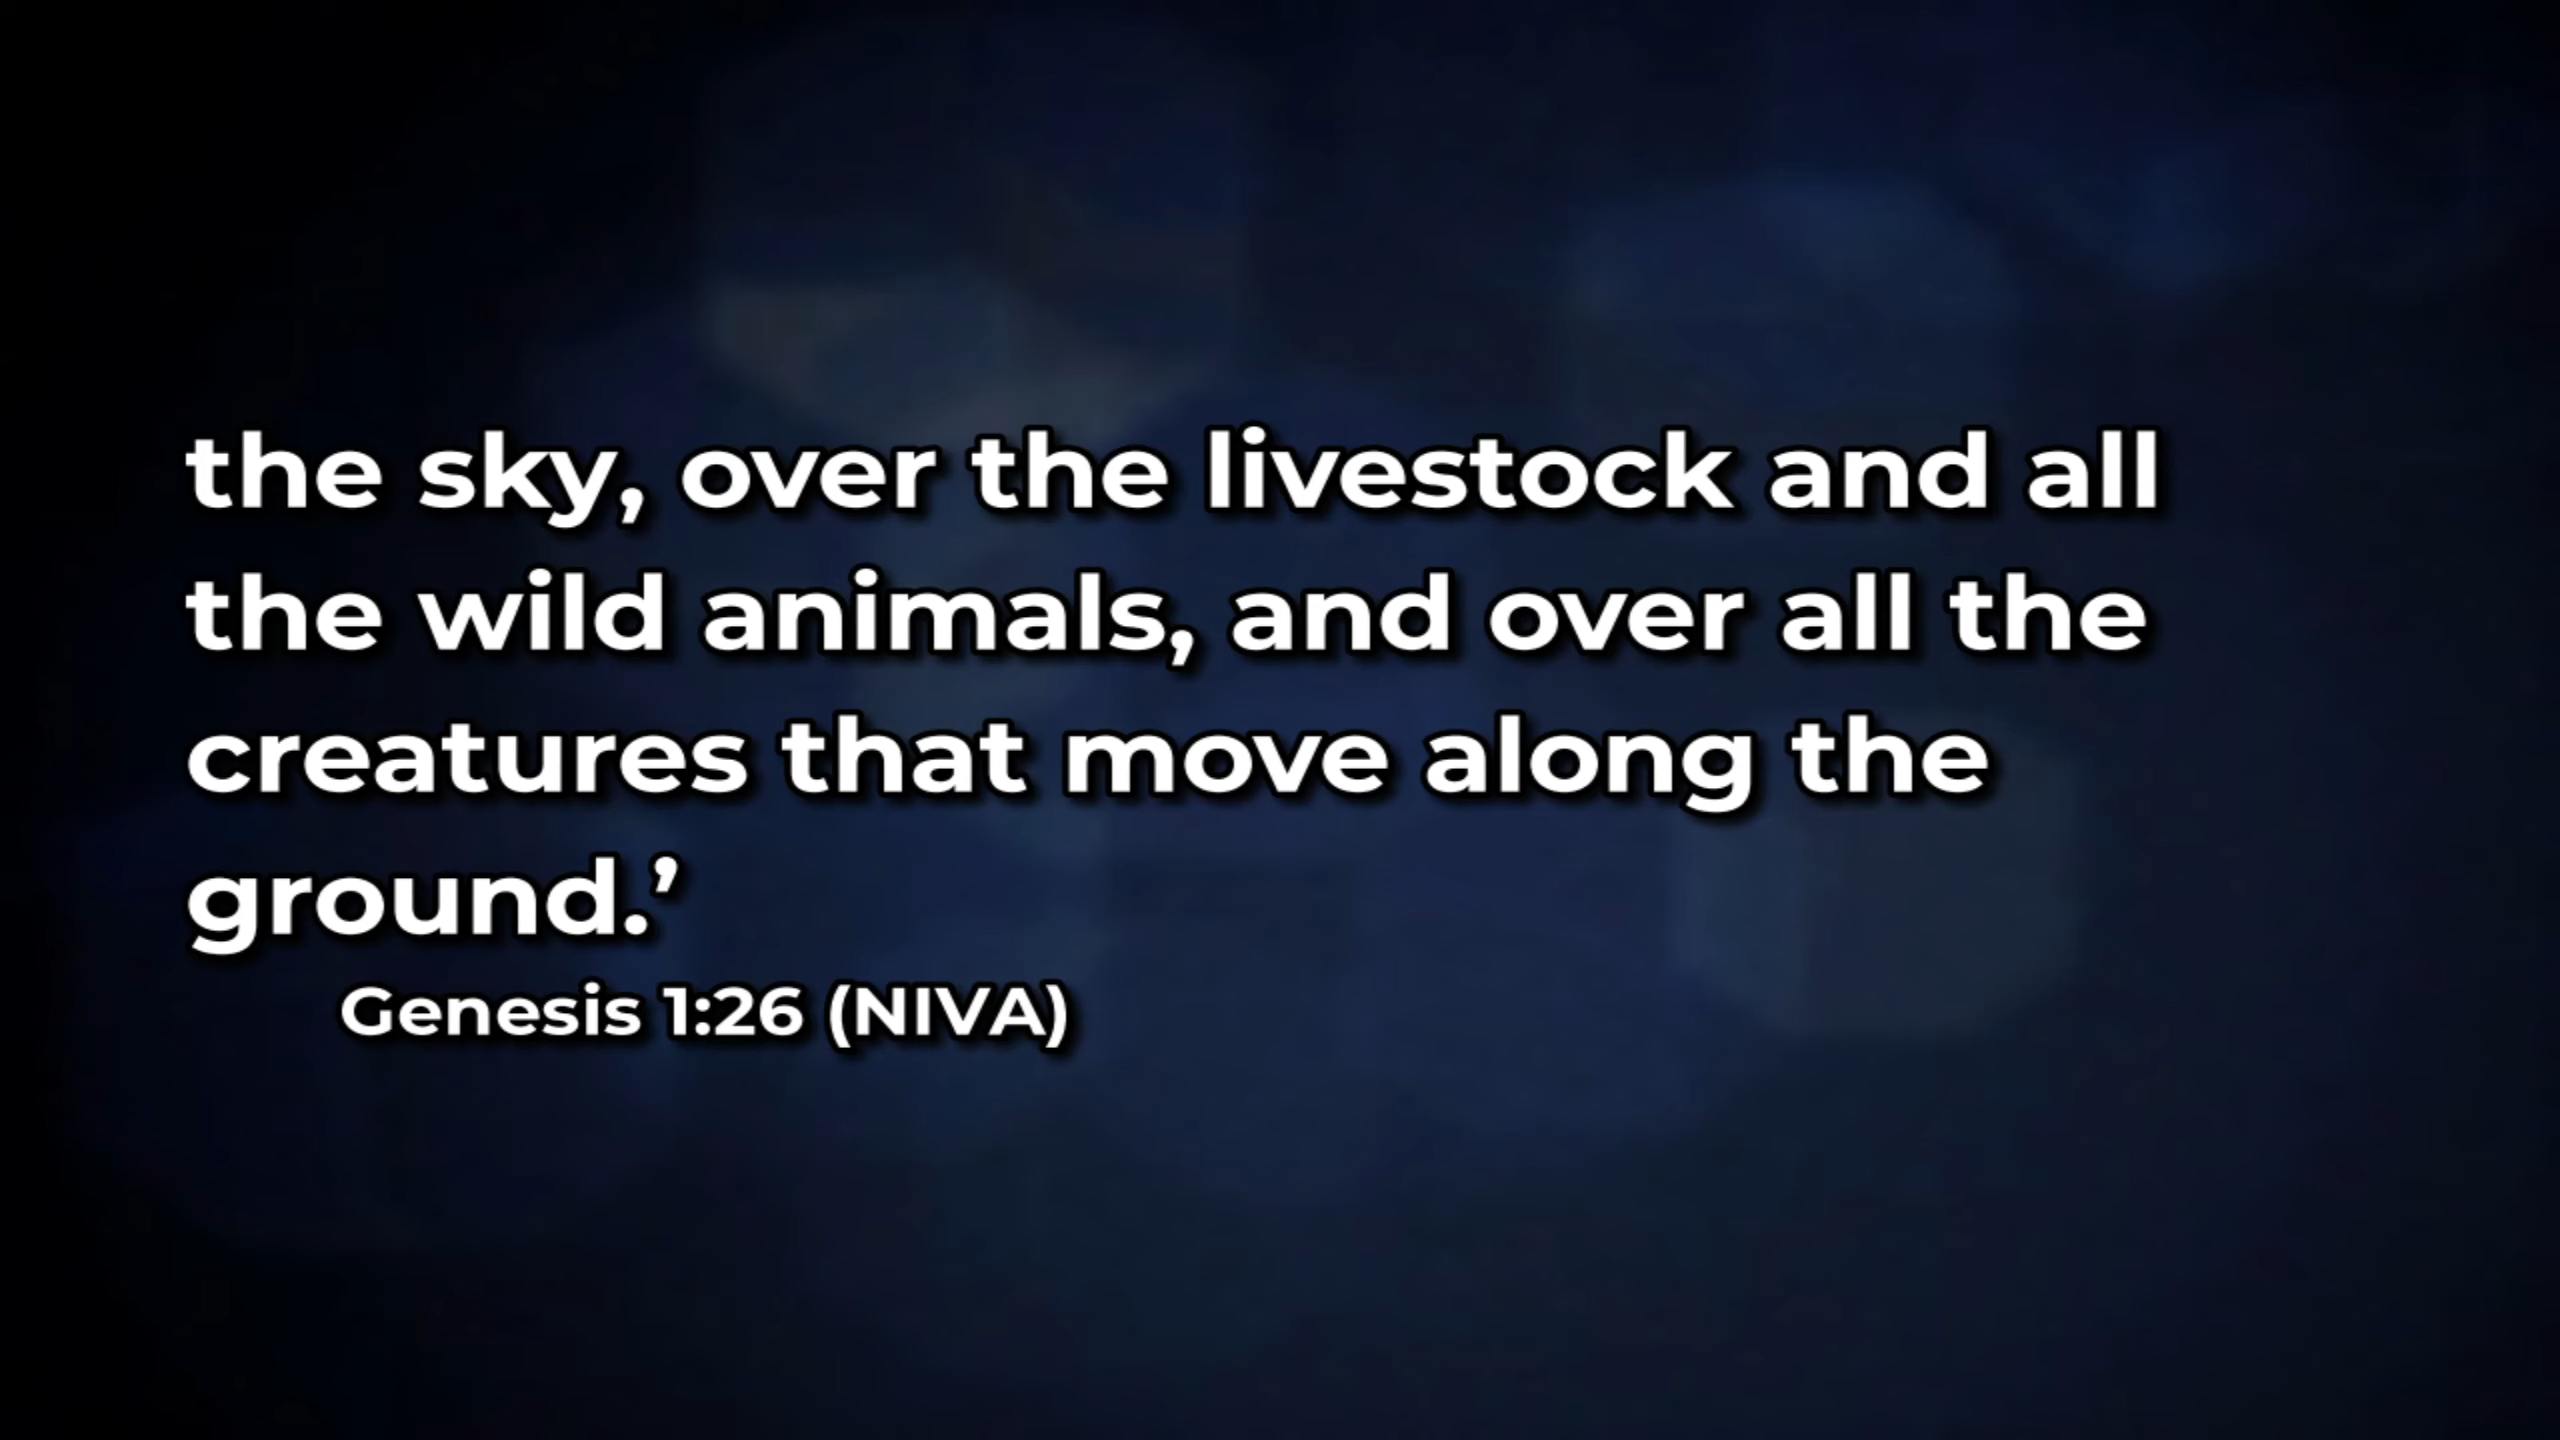 the sky, over the livestock and all
the wild animals, and over all the
creatures that move along the
ground.’
Genesis 1:26 (NIVA)